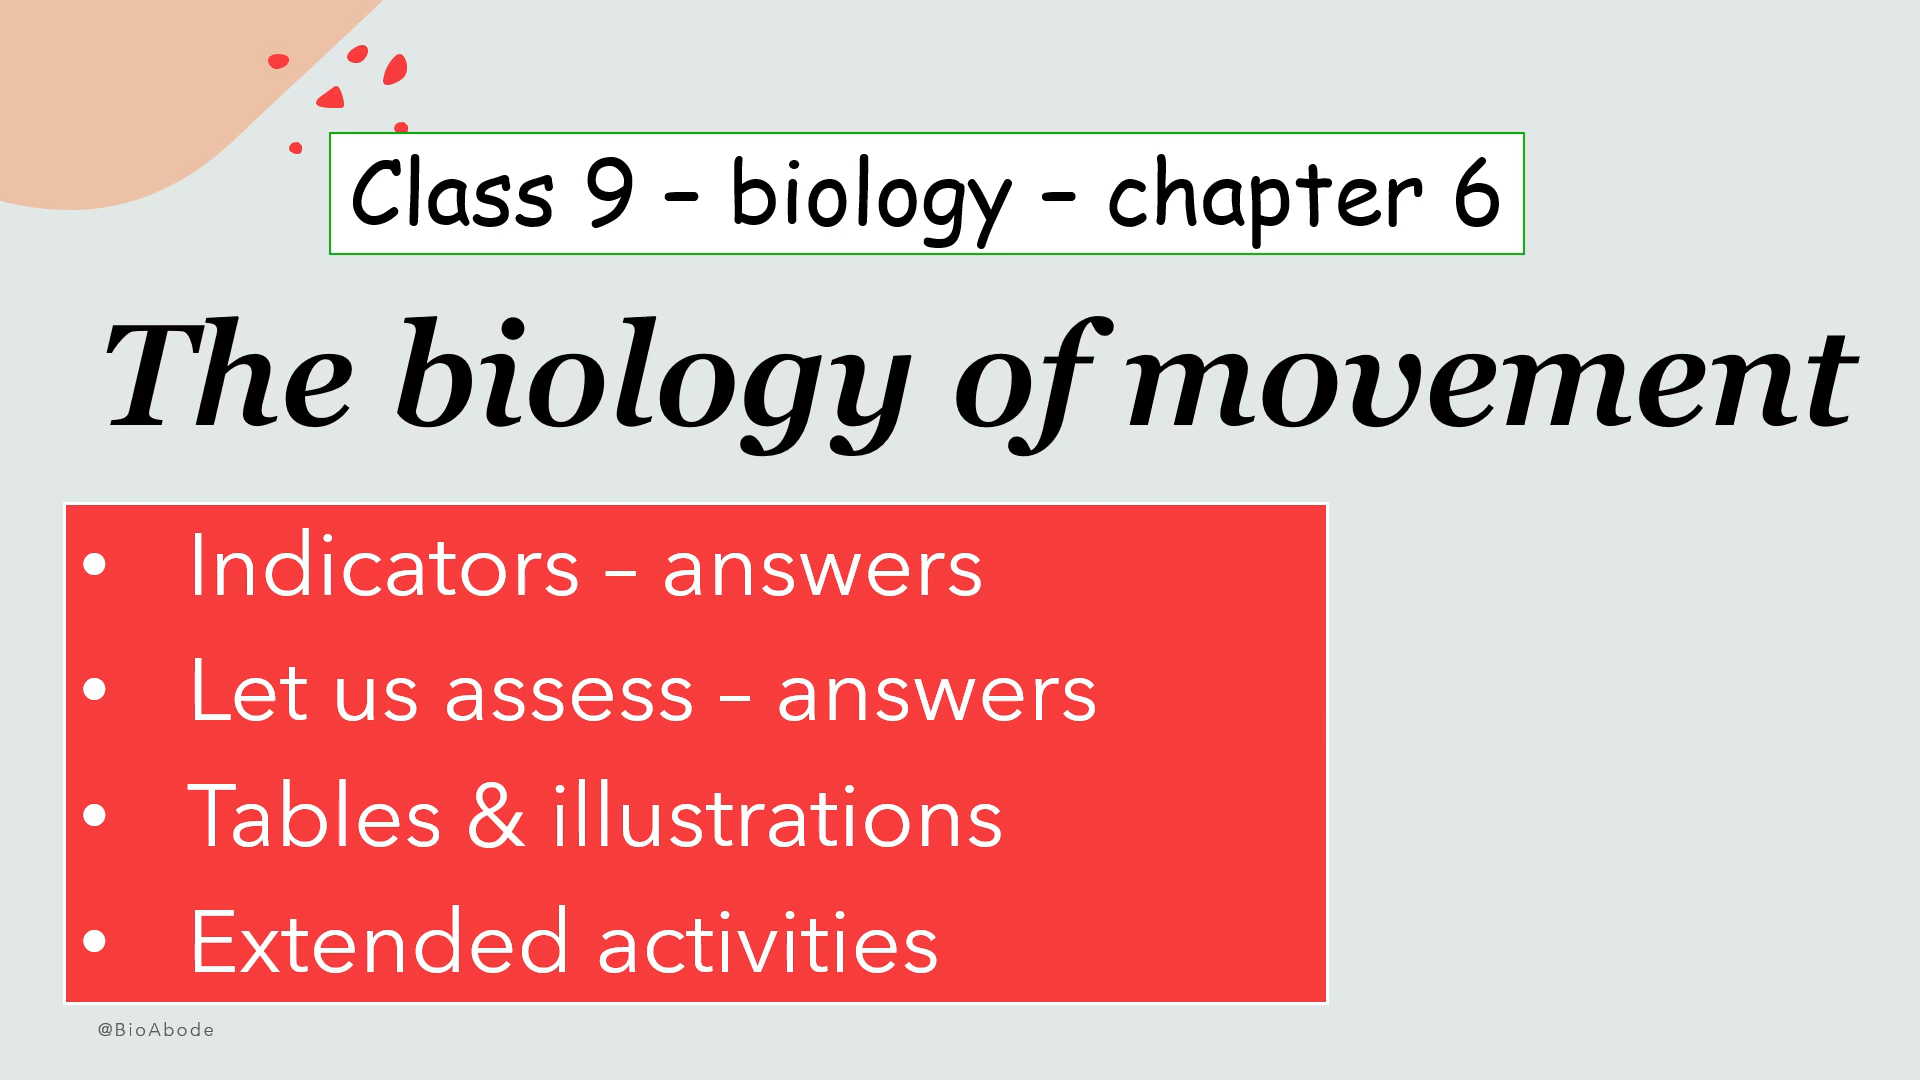 Class 9 – biology – chapter 6
The biology of movement
• Indicators – answers
• Let us assess – answers
• Tables & illustrations
• Extended activities
@BioAbode